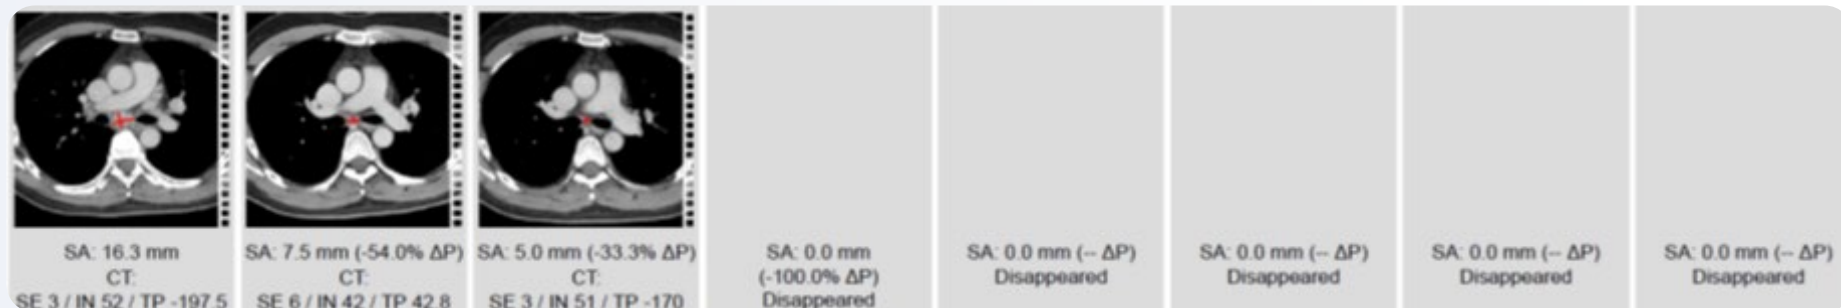 SA: 16.3 mm
CT:
SE 3 / IN 52 / TP -197.5
SA: 7.5 mm (-54.0% ΔP)
CT:
SE 6 / IN 42 / TP 42.8
SA: 5.0 mm (-33.3% ΔP)
CT:
SE 3 / IN 51 / TP -170
SA: 0.0 mm
(-100.0% ΔP)
Disappeared
SA: 0.0 mm (-- ΔP)
Disappeared
SA: 0.0 mm (-- ΔP)
Disappeared
SA: 0.0 mm (-- ΔP)
Disappeared
SA: 0.0 mm (-- ΔP)
Disappeared